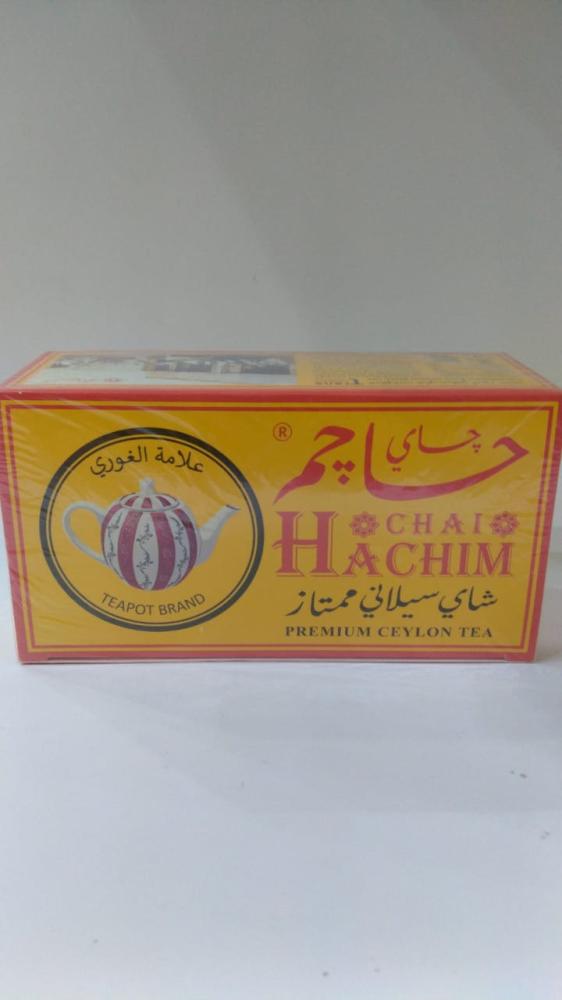 علامة الغوري
TEAPOT BRAND
®
چاي
حاچم
CHAI
HACHIM
شاي سيلاني ممتاز
PREMIUM CEYLON TEA